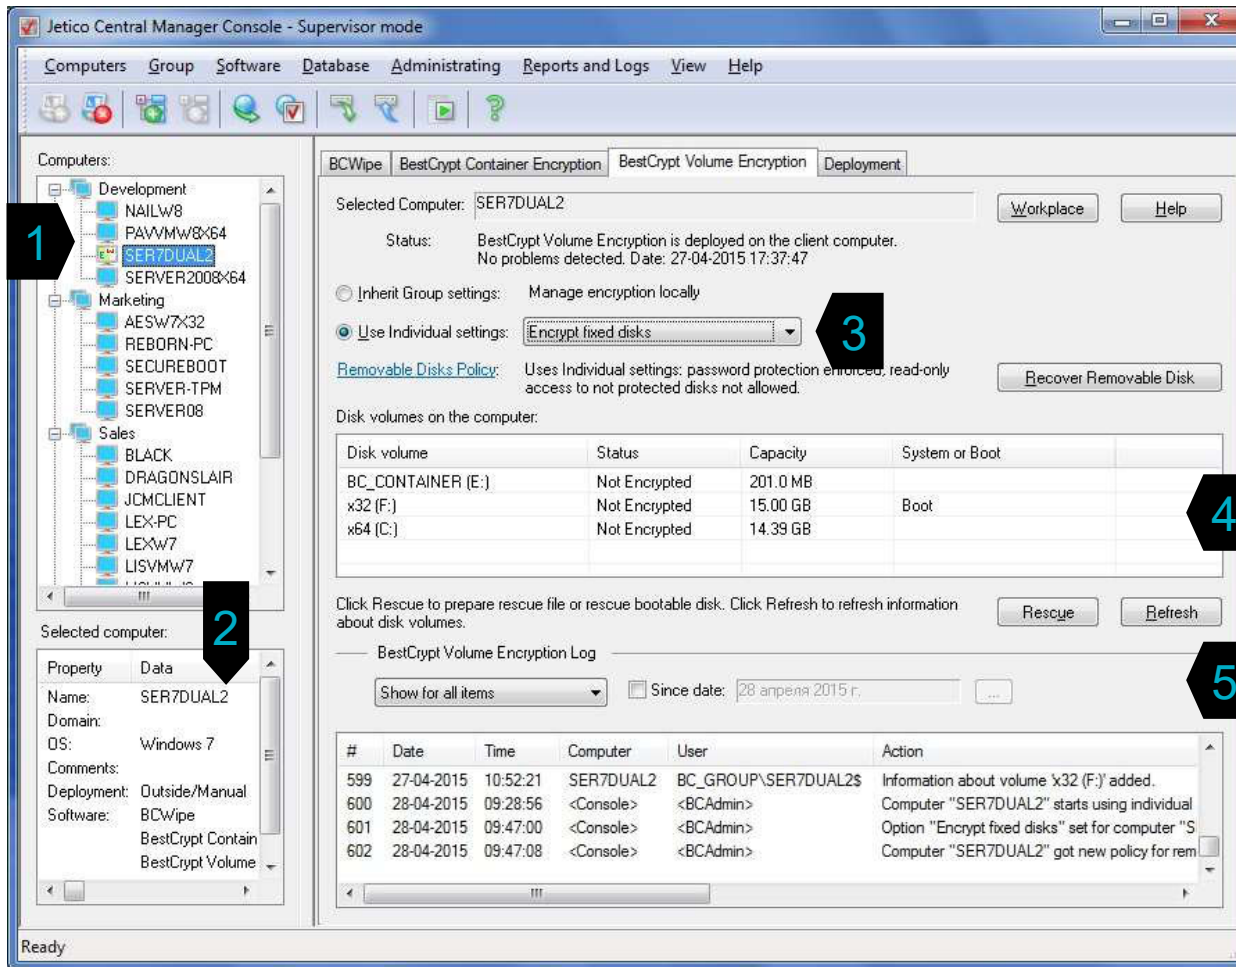 Jetico Central Manager Console - Supervisor mode
Computers Group Software Database Administrating Reports and Logs View Help
Computers:
Development
NAILW8
PAVVMW8X64
SER7DUAL2
SERVER2008X64
Marketing
AESW7X32
REBORN-PC
SECUREBOOT
SERVER-TPM
SERVER08
Sales
BLACK
DRAGONSLAIR
JCMCLIENT
LEX-PC
LEXW7
LISVMW7
1
2
Selected computer:
Property Data
Name: SER7DUAL2
Domain:
OS: Windows 7
Comments:
Deployment: Outside/Manual
Software: BCWipe
BestCrypt Contain
BestCrypt Volume
BCWipe BestCrypt Container Encryption BestCrypt Volume Encryption Deployment
Selected Computer: SER7DUAL2 Workplace Help
Status: BestCrypt Volume Encryption is deployed on the client computer.
No problems detected. Date: 27-04-2015 17:37:47
Inherit Group settings: Manage encryption locally
Use Individual settings: Encrypt fixed disks
3
Removable Disks Policy: Uses Individual settings: password protection enforced, read-only
access to not protected disks not allowed.
Recover Removable Disk
Disk volumes on the computer:
Disk volume Status Capacity System or Boot
BC_CONTAINER (E:) Not Encrypted 201.0 MB
x32 (F:) Not Encrypted 15.00 GB Boot
x64 (C:) Not Encrypted 14.39 GB
4
Click Rescue to prepare rescue file or rescue bootable disk. Click Refresh to refresh information
about disk volumes.
Rescue Refresh
BestCrypt Volume Encryption Log
5
Show for all items Since date: 28 апреля 2015 г. ...
# Date Time Computer User Action
599 27-04-2015 10:52:21 SER7DUAL2 BC_GROUP\SER7DUAL2$ Information about volume 'x32 (F:)' added.
600 28-04-2015 09:28:56 <Console> <BCAdmin> Computer "SER7DUAL2" starts using individual
601 28-04-2015 09:47:00 <Console> <BCAdmin> Option "Encrypt fixed disks" set for computer "S
602 28-04-2015 09:47:08 <Console> <BCAdmin> Computer "SER7DUAL2" got new policy for rem
Ready